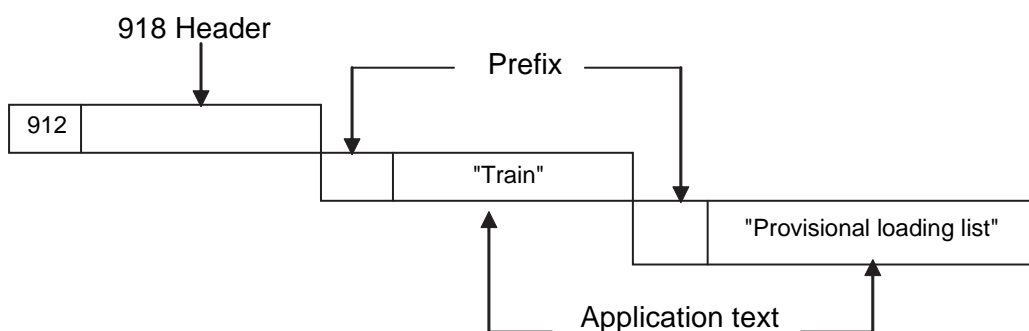 918 Header
Prefix
912
"Train"
"Provisional loading list"
Application text